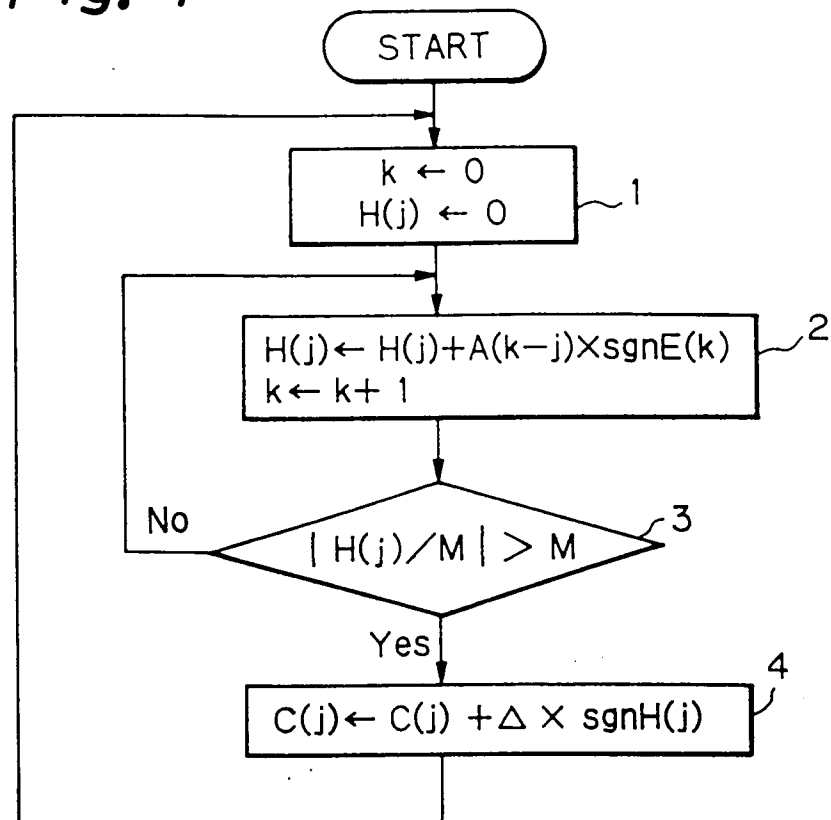 START
k ← 0
H(j) ← 0
1
H(j) ← H(j)+A(k-j)×sgnE(k)
k ← k + 1
2
No
| H(j)/M | > M
3
Yes
C(j) ← C(j) + △ × sgnH(j)
4